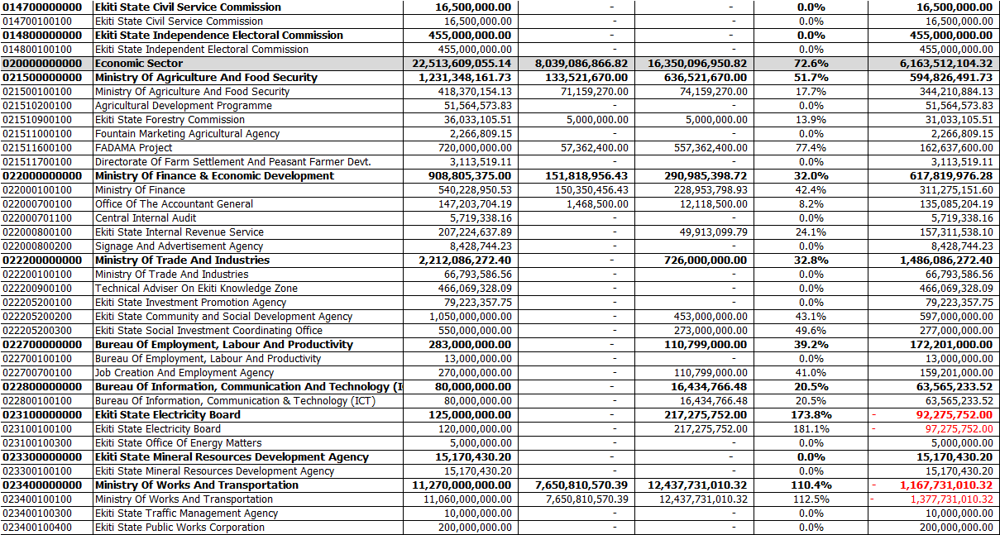 014700000000 Ekiti State Civil Service Commission 16,500,000.00 - - 0.0% 16,500,000.00
014700100100 Ekiti State Civil Service Commission 16,500,000.00 - - 0.0% 16,500,000.00
014800000000 Ekiti State Independence Electoral Commission 455,000,000.00 - - 0.0% 455,000,000.00
014800100100 Ekiti State Independent Electoral Commission 455,000,000.00 - - 0.0% 455,000,000.00
020000000000 Economic Sector 22,513,609,055.14 8,039,086,866.82 16,350,096,950.82 72.6% 6,163,512,104.32
021500000000 Ministry Of Agriculture And Food Security 1,231,348,161.73 133,521,670.00 636,521,670.00 51.7% 594,826,491.73
021500100100 Ministry Of Agriculture And Food Security 418,370,154.13 71,159,270.00 74,159,270.00 17.7% 344,210,884.13
021510200100 Agricultural Development Programme 51,564,573.83 - - 0.0% 51,564,573.83
021510900100 Ekiti State Forestry Commission 36,033,105.51 5,000,000.00 5,000,000.00 13.9% 31,033,105.51
021511000100 Fountain Marketing Agricultural Agency 2,266,809.15 - - 0.0% 2,266,809.15
021511600100 FADAMA Project 720,000,000.00 57,362,400.00 557,362,400.00 77.4% 162,637,600.00
021511700100 Directorate Of Farm Settlement And Peasant Farmer Devt. 3,113,519.11 - - 0.0% 3,113,519.11
022000000000 Ministry Of Finance & Economic Development 908,805,375.00 151,818,956.43 290,985,398.72 32.0% 617,819,976.28
022000100100 Ministry Of Finance 540,228,950.53 150,350,456.43 228,953,798.93 42.4% 311,275,151.60
022000700100 Office Of The Accountant General 147,203,704.19 1,468,500.00 12,118,500.00 8.2% 135,085,204.19
022000701100 Central Internal Audit 5,719,338.16 - - 0.0% 5,719,338.16
022000800100 Ekiti State Internal Revenue Service 207,224,637.89 - 49,913,099.79 24.1% 157,311,538.10
022000800200 Signage And Advertisement Agency 8,428,744.23 - - 0.0% 8,428,744.23
022200000000 Ministry Of Trade And Industries 2,212,086,272.40 - 726,000,000.00 32.8% 1,486,086,272.40
022200100100 Ministry Of Trade And Industries 66,793,586.56 - - 0.0% 66,793,586.56
022200900100 Technical Adviser On Ekiti Knowledge Zone 466,069,328.09 - - 0.0% 466,069,328.09
022205200100 Ekiti State Investment Promotion Agency 79,223,357.75 - - 0.0% 79,223,357.75
022205200200 Ekiti State Community and Social Development Agency 1,050,000,000.00 - 453,000,000.00 43.1% 597,000,000.00
022205200300 Ekiti State Social Investment Coordinating Office 550,000,000.00 - 273,000,000.00 49.6% 277,000,000.00
022700000000 Bureau Of Employment, Labour And Productivity 283,000,000.00 - 110,799,000.00 39.2% 172,201,000.00
022700100100 Bureau Of Employment, Labour And Productivity 13,000,000.00 - - 0.0% 13,000,000.00
022700700100 Job Creation And Employment Agency 270,000,000.00 - 110,799,000.00 41.0% 159,201,000.00
022800000000 Bureau Of Information, Communication And Technology (I 80,000,000.00 - 16,434,766.48 20.5% 63,565,233.52
022800100100 Bureau Of Information, Communication & Technology (ICT) 80,000,000.00 - 16,434,766.48 20.5% 63,565,233.52
023100000000 Ekiti State Electricity Board 125,000,000.00 - 217,275,752.00 173.8% - 92,275,752.00
023100100100 Ekiti State Electricity Board 120,000,000.00 - 217,275,752.00 181.1% - 97,275,752.00
023100100300 Ekiti State Office Of Energy Matters 5,000,000.00 - - 0.0% 5,000,000.00
023300000000 Ekiti State Mineral Resources Development Agency 15,170,430.20 - - 0.0% 15,170,430.20
023300100100 Ekiti State Mineral Resources Development Agency 15,170,430.20 - - 0.0% 15,170,430.20
023400000000 Ministry Of Works And Transportation 11,270,000,000.00 7,650,810,570.39 12,437,731,010.32 110.4% - 1,167,731,010.32
023400100100 Ministry Of Works And Transportation 11,060,000,000.00 7,650,810,570.39 12,437,731,010.32 112.5% - 1,377,731,010.32
023400100300 Ekiti State Traffic Management Agency 10,000,000.00 - - 0.0% 10,000,000.00
023400100400 Ekiti State Public Works Corporation 200,000,000.00 - - 0.0% 200,000,000.00